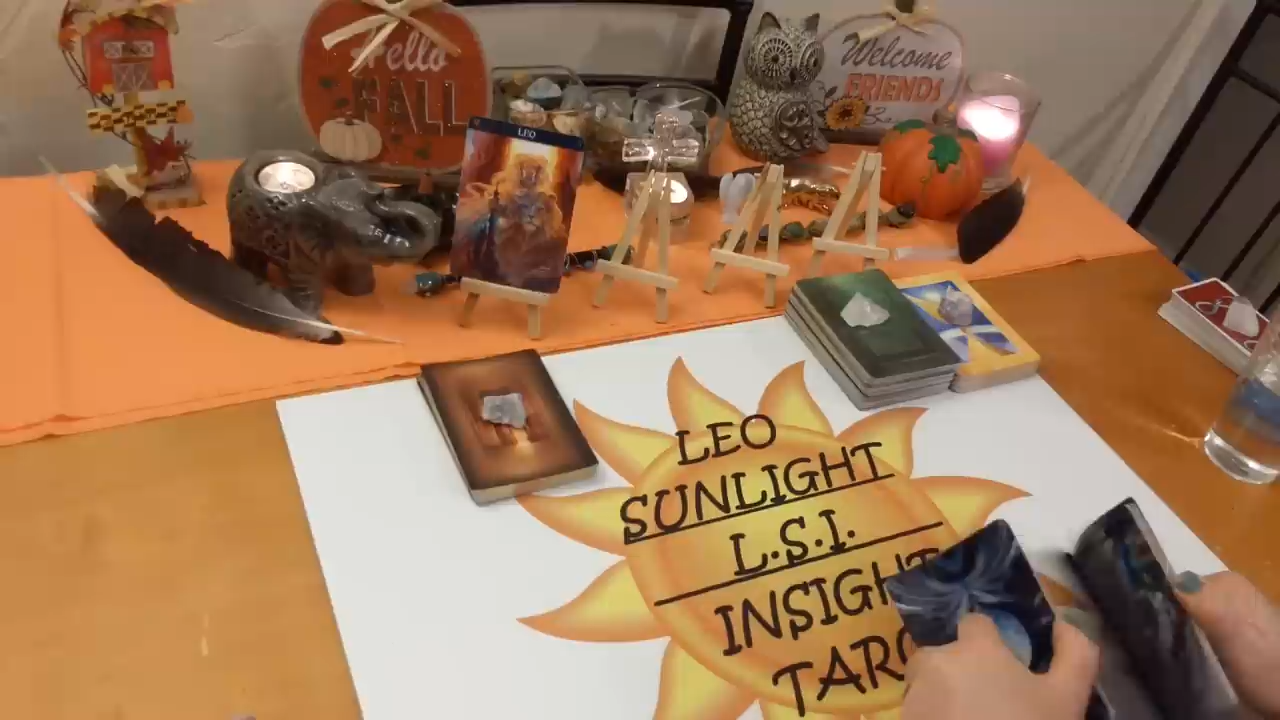 Hello
FALL
Welcome
FRIENDS
LEO
LEO
SUNLIGHT
L.S.I.
INSIGHT
TARO